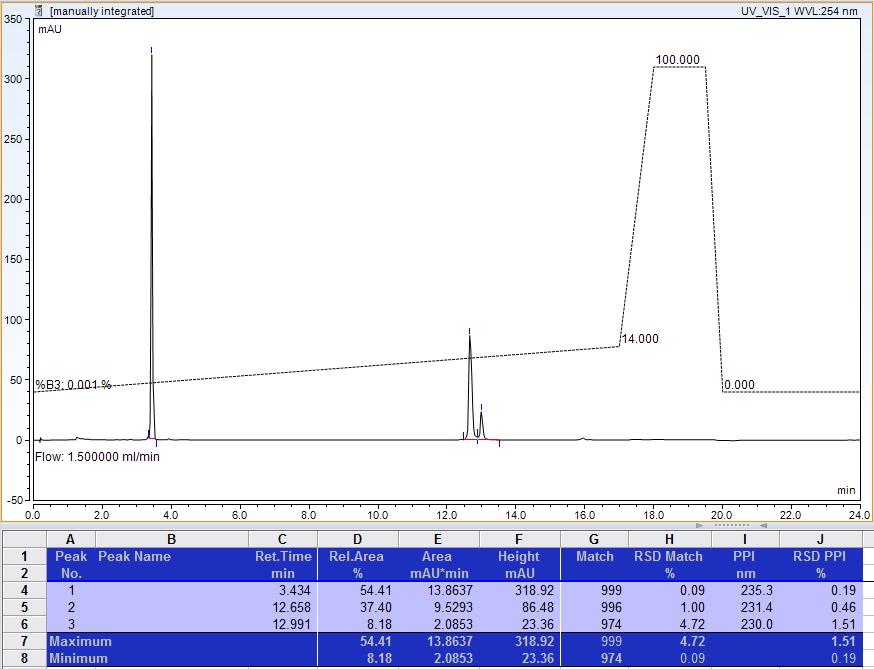 [manually integrated] UV_VIS_1 WVL:254 nm
350
mAU
300
100.000
250
200
150
100
14.000
50
%B3: 0.001 %
0.000
0
Flow: 1.500000 ml/min
min
-50
0.0 2.0 4.0 6.0 8.0 10.0 12.0 14.0 16.0 18.0 20.0 22.0 24.0
A B C D E F G H I J
1 Peak Peak Name Ret.Time Rel.Area Area Height Match RSD Match PPI RSD PPI
2 No. min % mAU*min mAU % nm %
4 1 3.434 54.41 13.8637 318.92 999 0.09 235.3 0.19
5 2 12.658 37.40 9.5293 86.48 996 1.00 231.4 0.46
6 3 12.991 8.18 2.0853 23.36 974 4.72 230.0 1.51
7 Maximum 54.41 13.8637 318.92 999 4.72 1.51
8 Minimum 8.18 2.0853 23.36 974 0.09 0.19